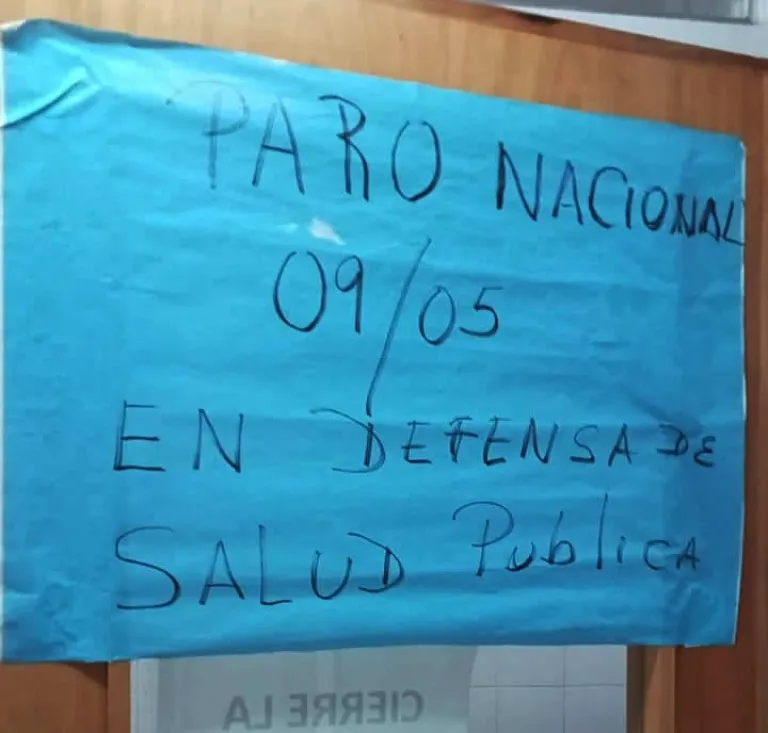 PARO NACIONAL
09/05
EN DEFENSA DE
SALUD PublicA
CIERRE LA